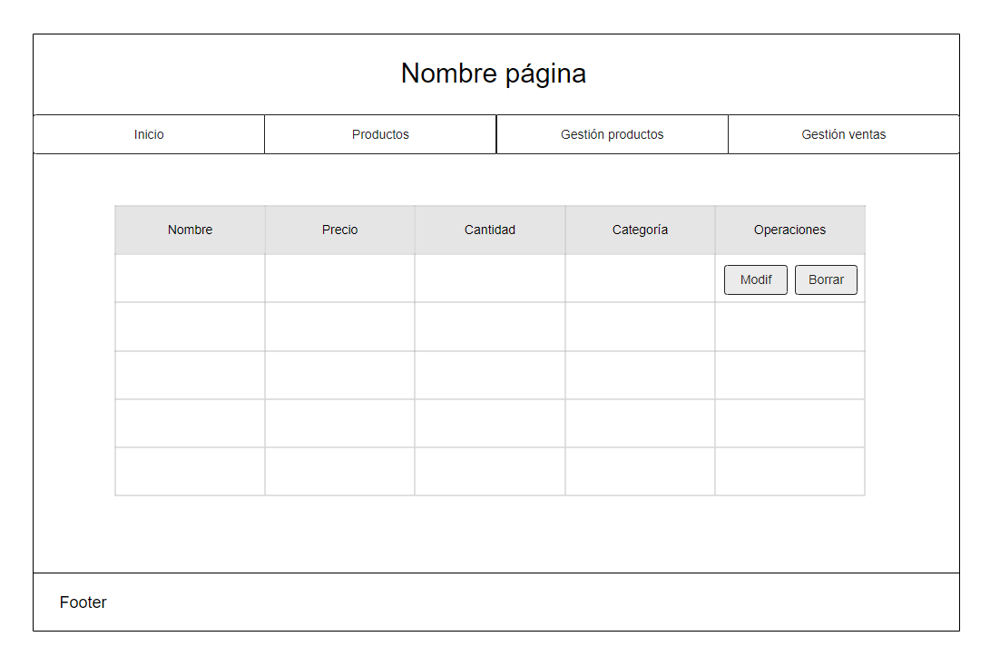 Nombre página
Inicio Productos Gestión productos Gestión ventas
Nombre Precio Cantidad Categoría Operaciones
Modif Borrar
Footer